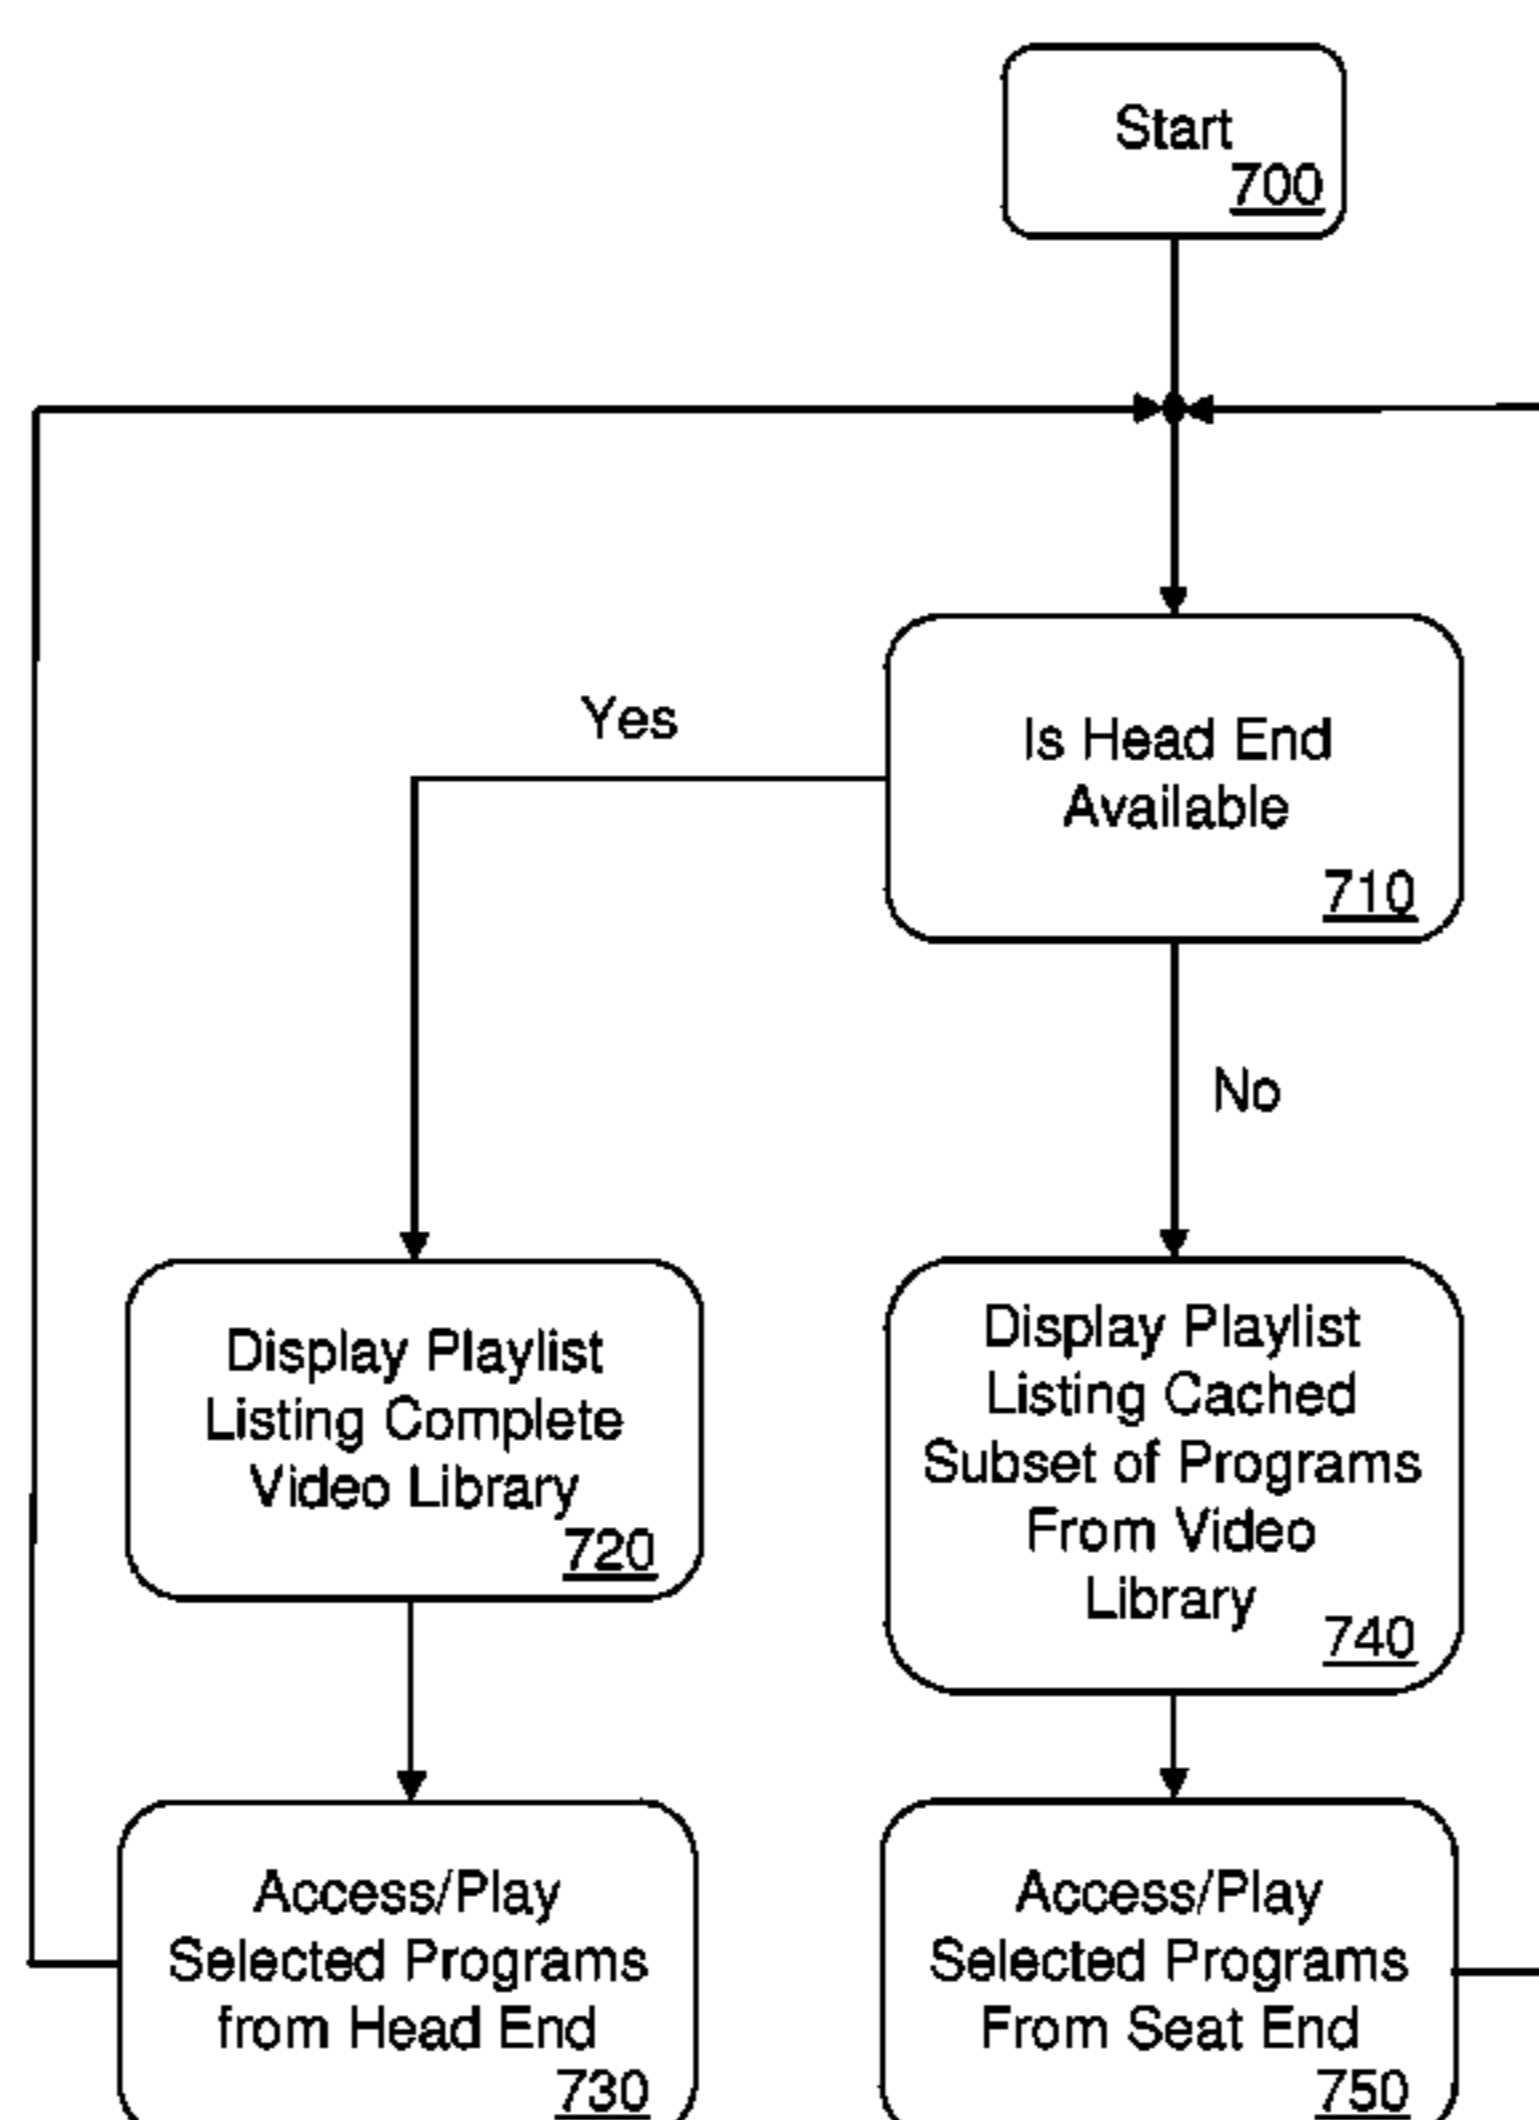 Start
700
Yes
Is Head End
Available
710
No
Display Playlist
Listing Complete
Video Library
720
Display Playlist
Listing Cached
Subset of Programs
From Video
Library
740
Access/Play
Selected Programs
from Head End
730
Access/Play
Selected Programs
From Seat End
750